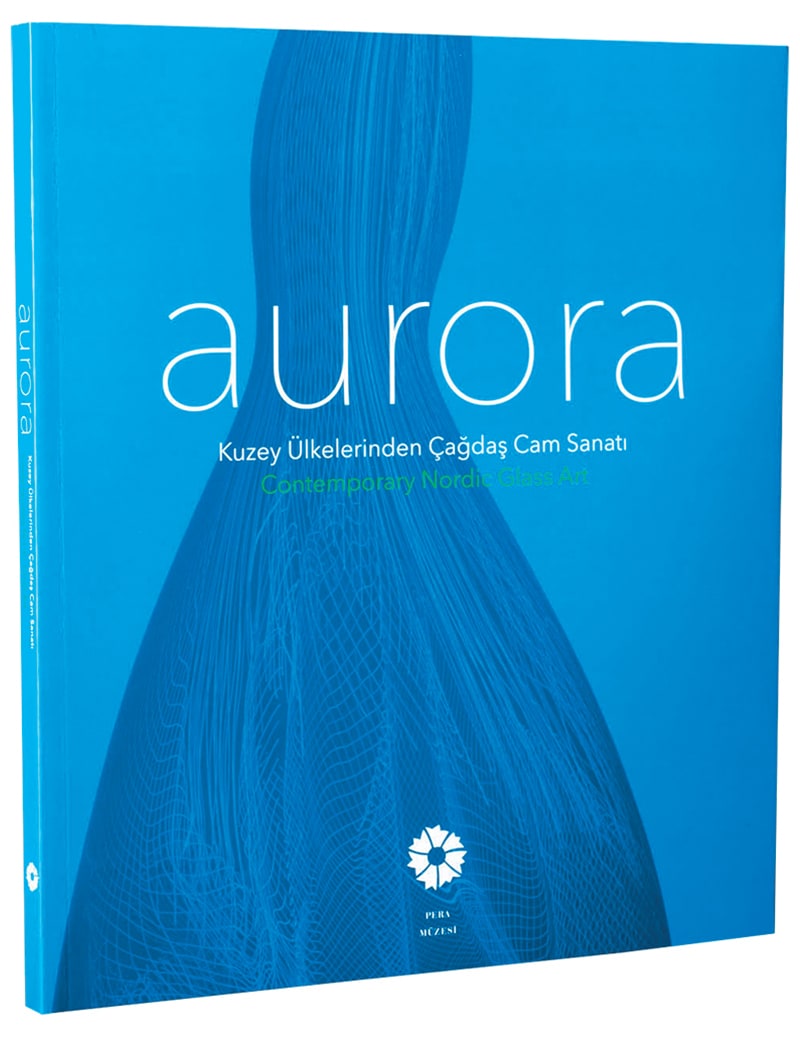 aurora
Kuzey Ülkelerinden Çağdaş Cam Sanatı
Contemporary Nordic Glass Art
PERA
MÜZESİ
aurora
Kuzey Ülkelerinden Çağdaş Cam Sanatı